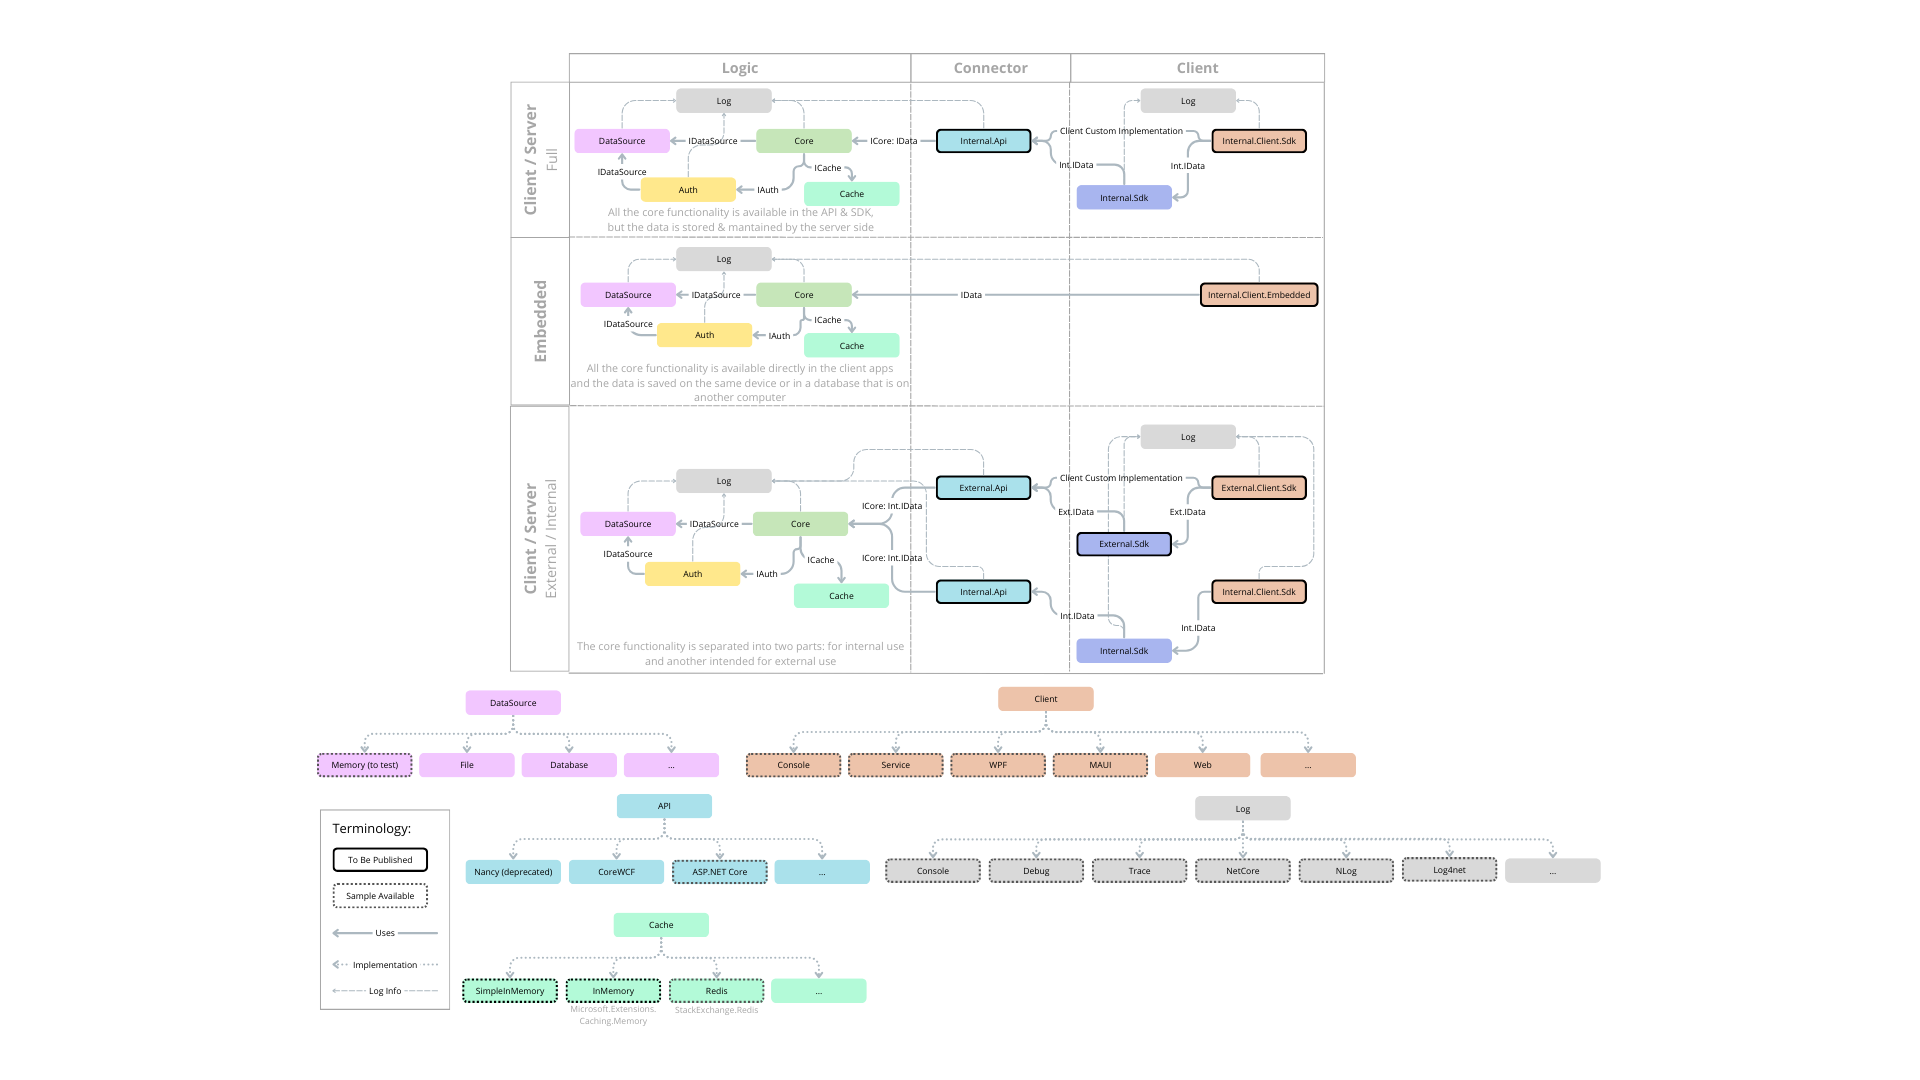 Logic
Connector
Client
Client / Server
Full
Log
Log
DataSource
IDataSource
Core
ICore: IData
Internal.Api
Client Custom Implementation
Internal.Client.Sdk
IDataSource
ICache
Int.IData
Int.IData
Auth
IAuth
Cache
Internal.Sdk
All the core functionality is available in the API & SDK,
but the data is stored & mantained by the server side
Embedded
Log
DataSource
IDataSource
Core
IData
Internal.Client.Embedded
IDataSource
ICache
Auth
IAuth
Cache
All the core functionality is available directly in the client apps
and the data is saved on the same device or in a database that is on
another computer
Client / Server
External / Internal
Log
Log
External.Api
Client Custom Implementation
External.Client.Sdk
ICore: Int.IData
Ext.IData
Ext.IData
DataSource
IDataSource
Core
External.Sdk
IDataSource
ICache
ICore: Int.IData
Auth
IAuth
Cache
Internal.Api
Internal.Client.Sdk
Int.IData
Int.IData
Internal.Sdk
The core functionality is separated into two parts: for internal use
and another intended for external use
DataSource
Memory (to test)
File
Database
...
Client
Console
Service
WPF
MAUI
Web
...
API
Nancy (deprecated)
CoreWCF
ASP.NET Core
...
Log
Console
Debug
Trace
NetCore
NLog
Log4net
...
Terminology:
To Be Published
Sample Available
Uses
Implementation
Log Info
Cache
SimpleInMemory
InMemory
Redis
...
Microsoft.Extensions.
Caching.Memory
StackExchange.Redis